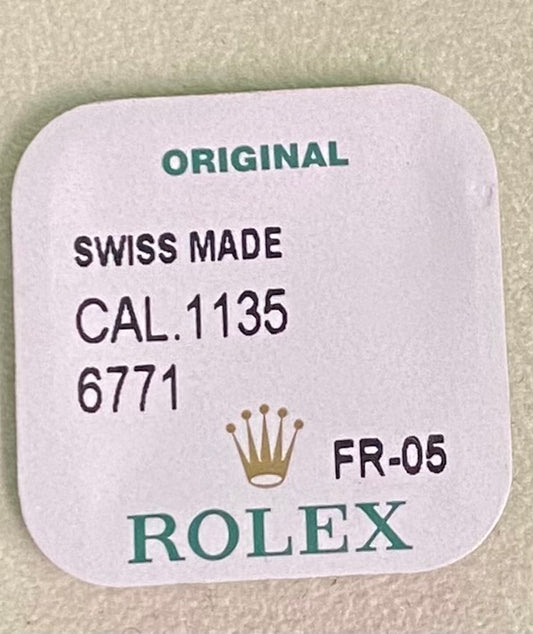 ORIGINAL
SWISS MADE
CAL.1135
6771
FR-05
ROLEX